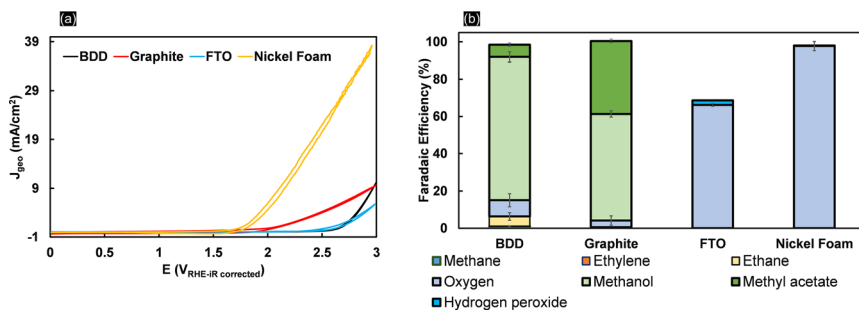 (a)
39
29
19
9
-1
J_geo (mA/cm²)
BDD Graphite FTO Nickel Foam
0 0.5 1 1.5 2 2.5 3
E (V_RHE-iR corrected)
(b)
100
80
60
40
20
0
Faradaic Efficiency (%)
BDD Graphite FTO Nickel Foam
Methane Ethylene Ethane
Oxygen Methanol Methyl acetate
Hydrogen peroxide